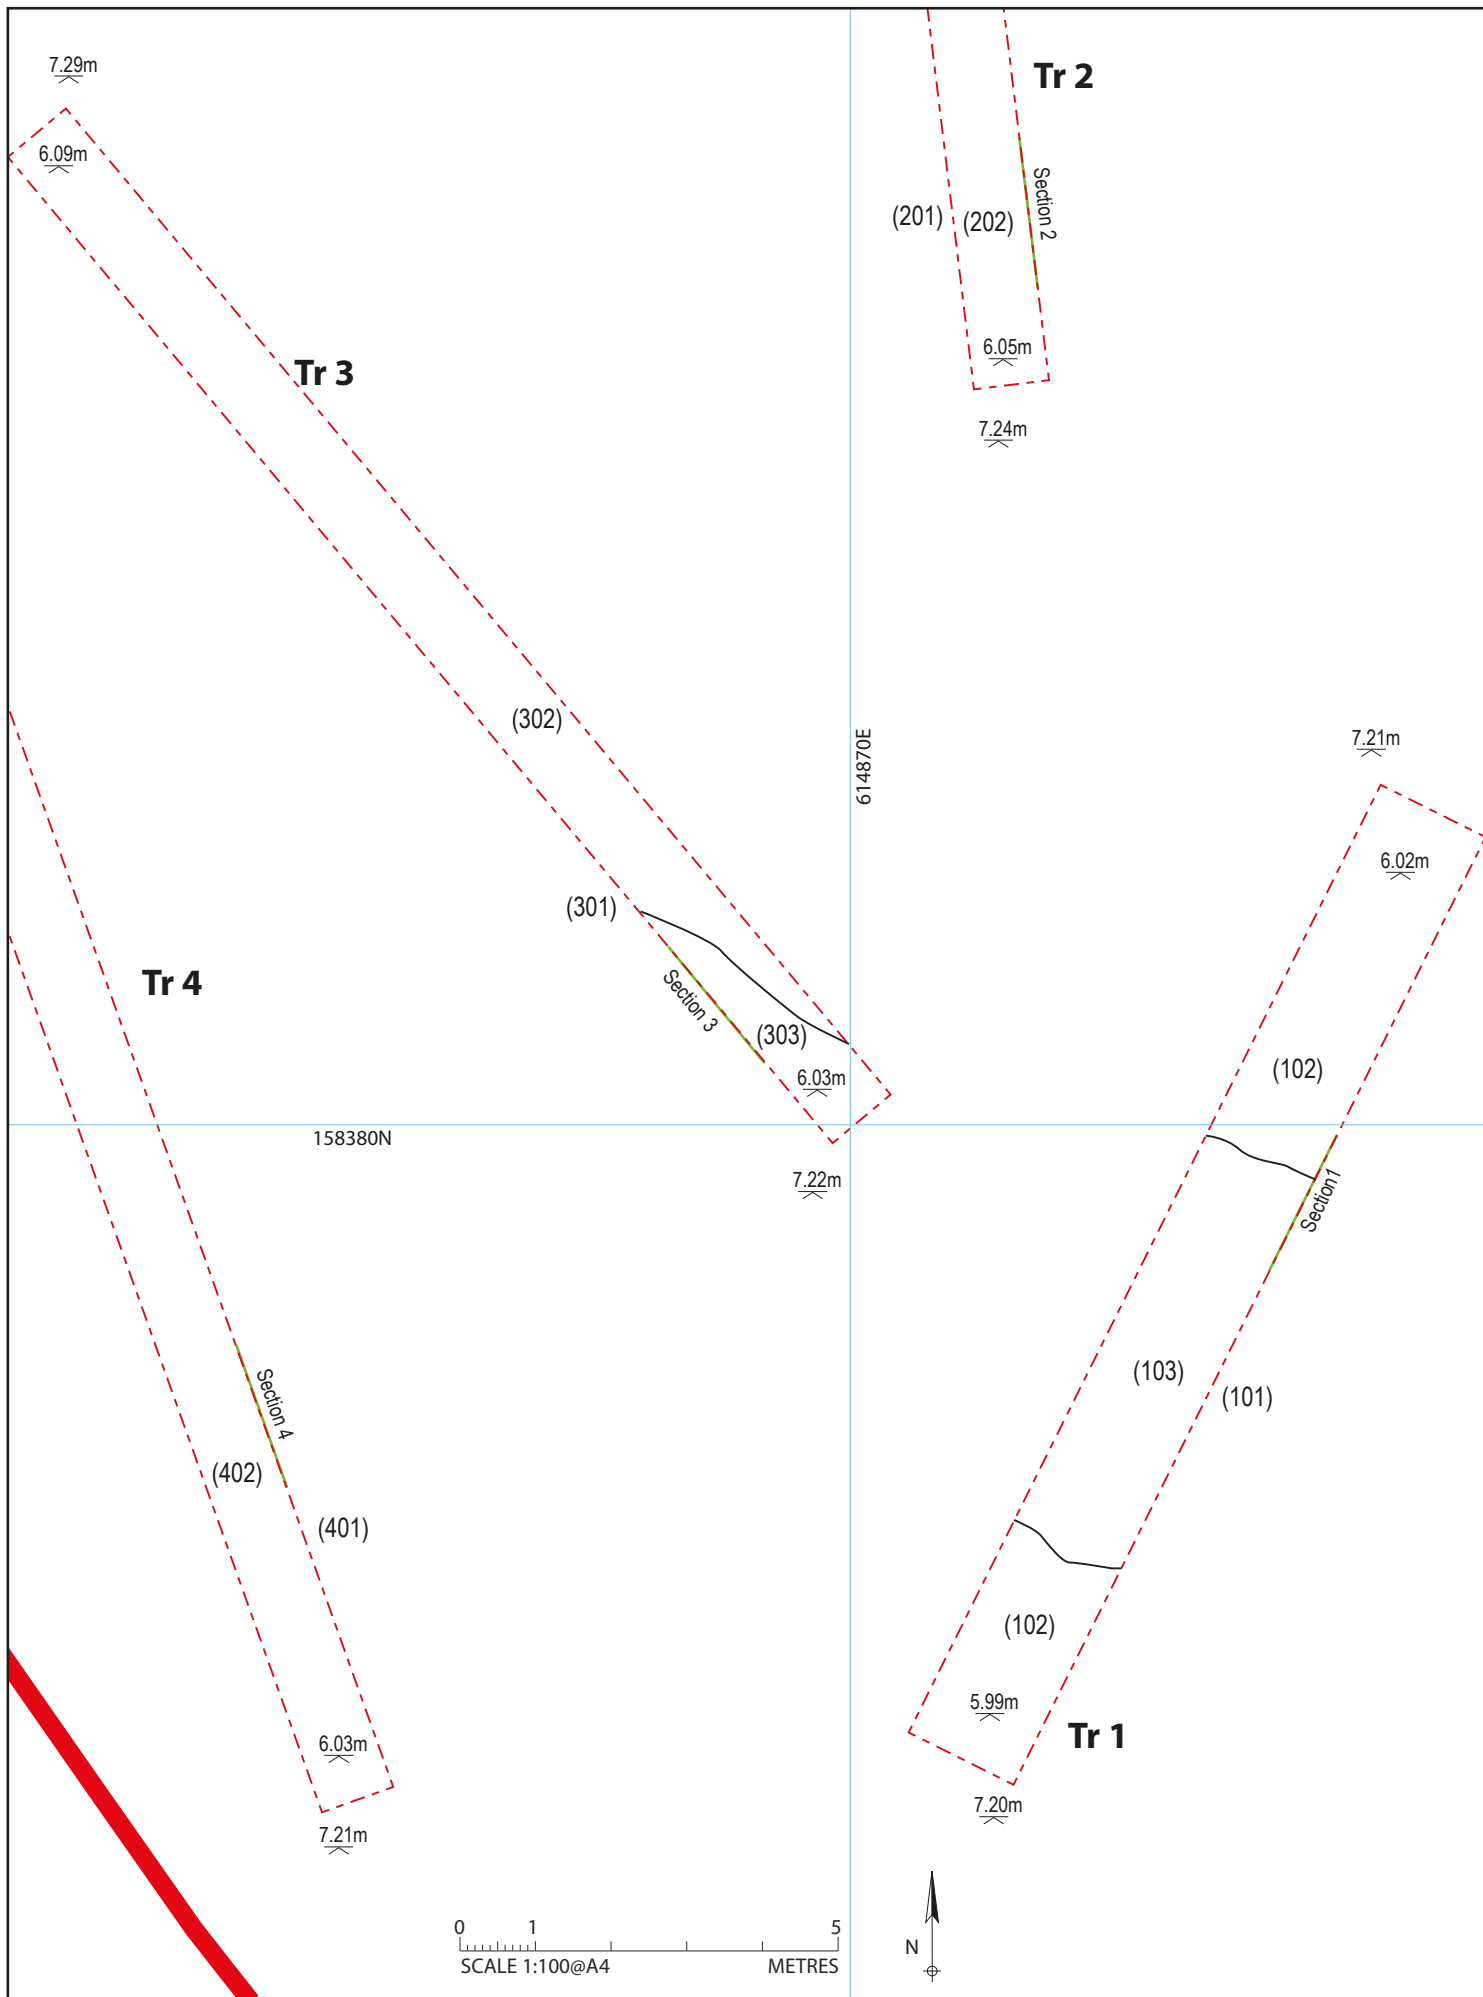 7.29m
Tr 2
6.09m
Section 2
(201)
(202)
6.05m
Tr 3
7.24m
(302)
614870E
7.21m
6.02m
(301)
Tr 4
Section 3
(303)
6.03m
(102)
158380N
7.22m
Section1
(103)
(101)
Section 4
(402)
(401)
(102)
5.99m
Tr 1
6.03m
7.20m
7.21m
0 1 5
SCALE 1:100@A4 METRES
N